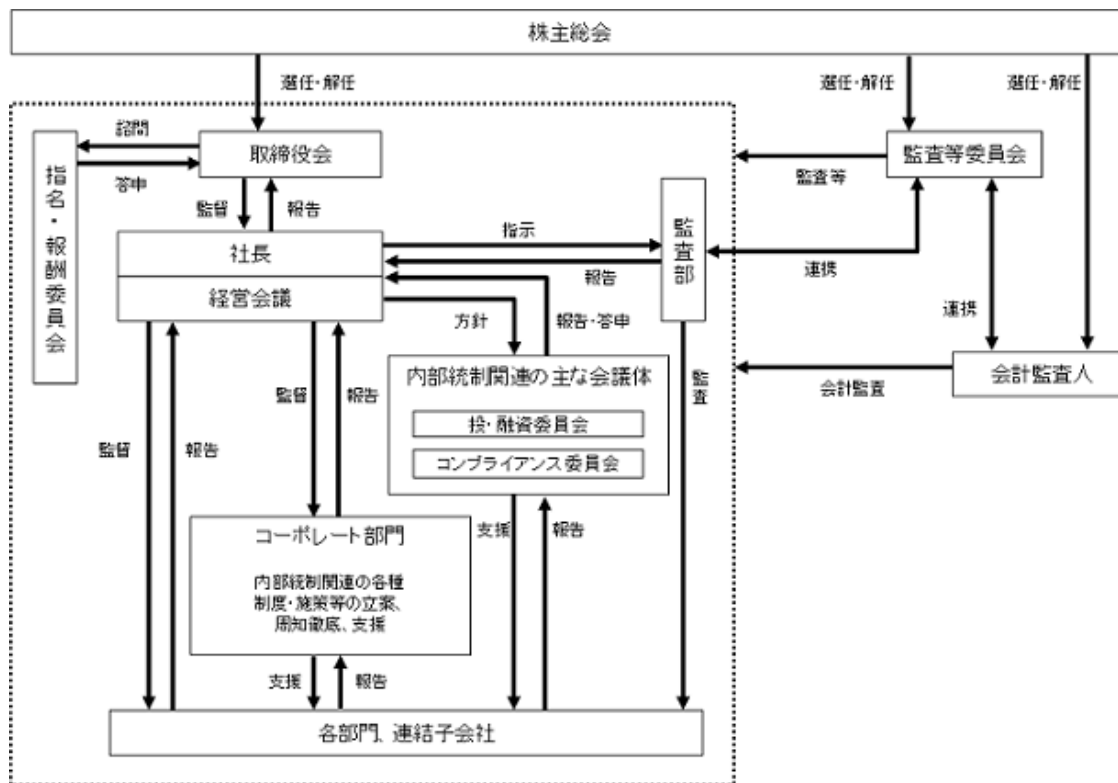 株主総会
選任・解任
選任・解任
選任・解任
諮問
取締役会
監査等委員会
答申
監査等
指名・報酬委員会
監督
報告
監査部
指示
社長
報告
連携
経営会議
方針
報告・答申
連携
内部統制関連の主な会議体
会計監査人
監督
報告
監査
会計監査
投・融資委員会
監督
報告
コンプライアンス委員会
コーポレート部門
支援
報告
内部統制関連の各種
制度・施策等の立案、
周知徹底、支援
支援
報告
各部門、連結子会社